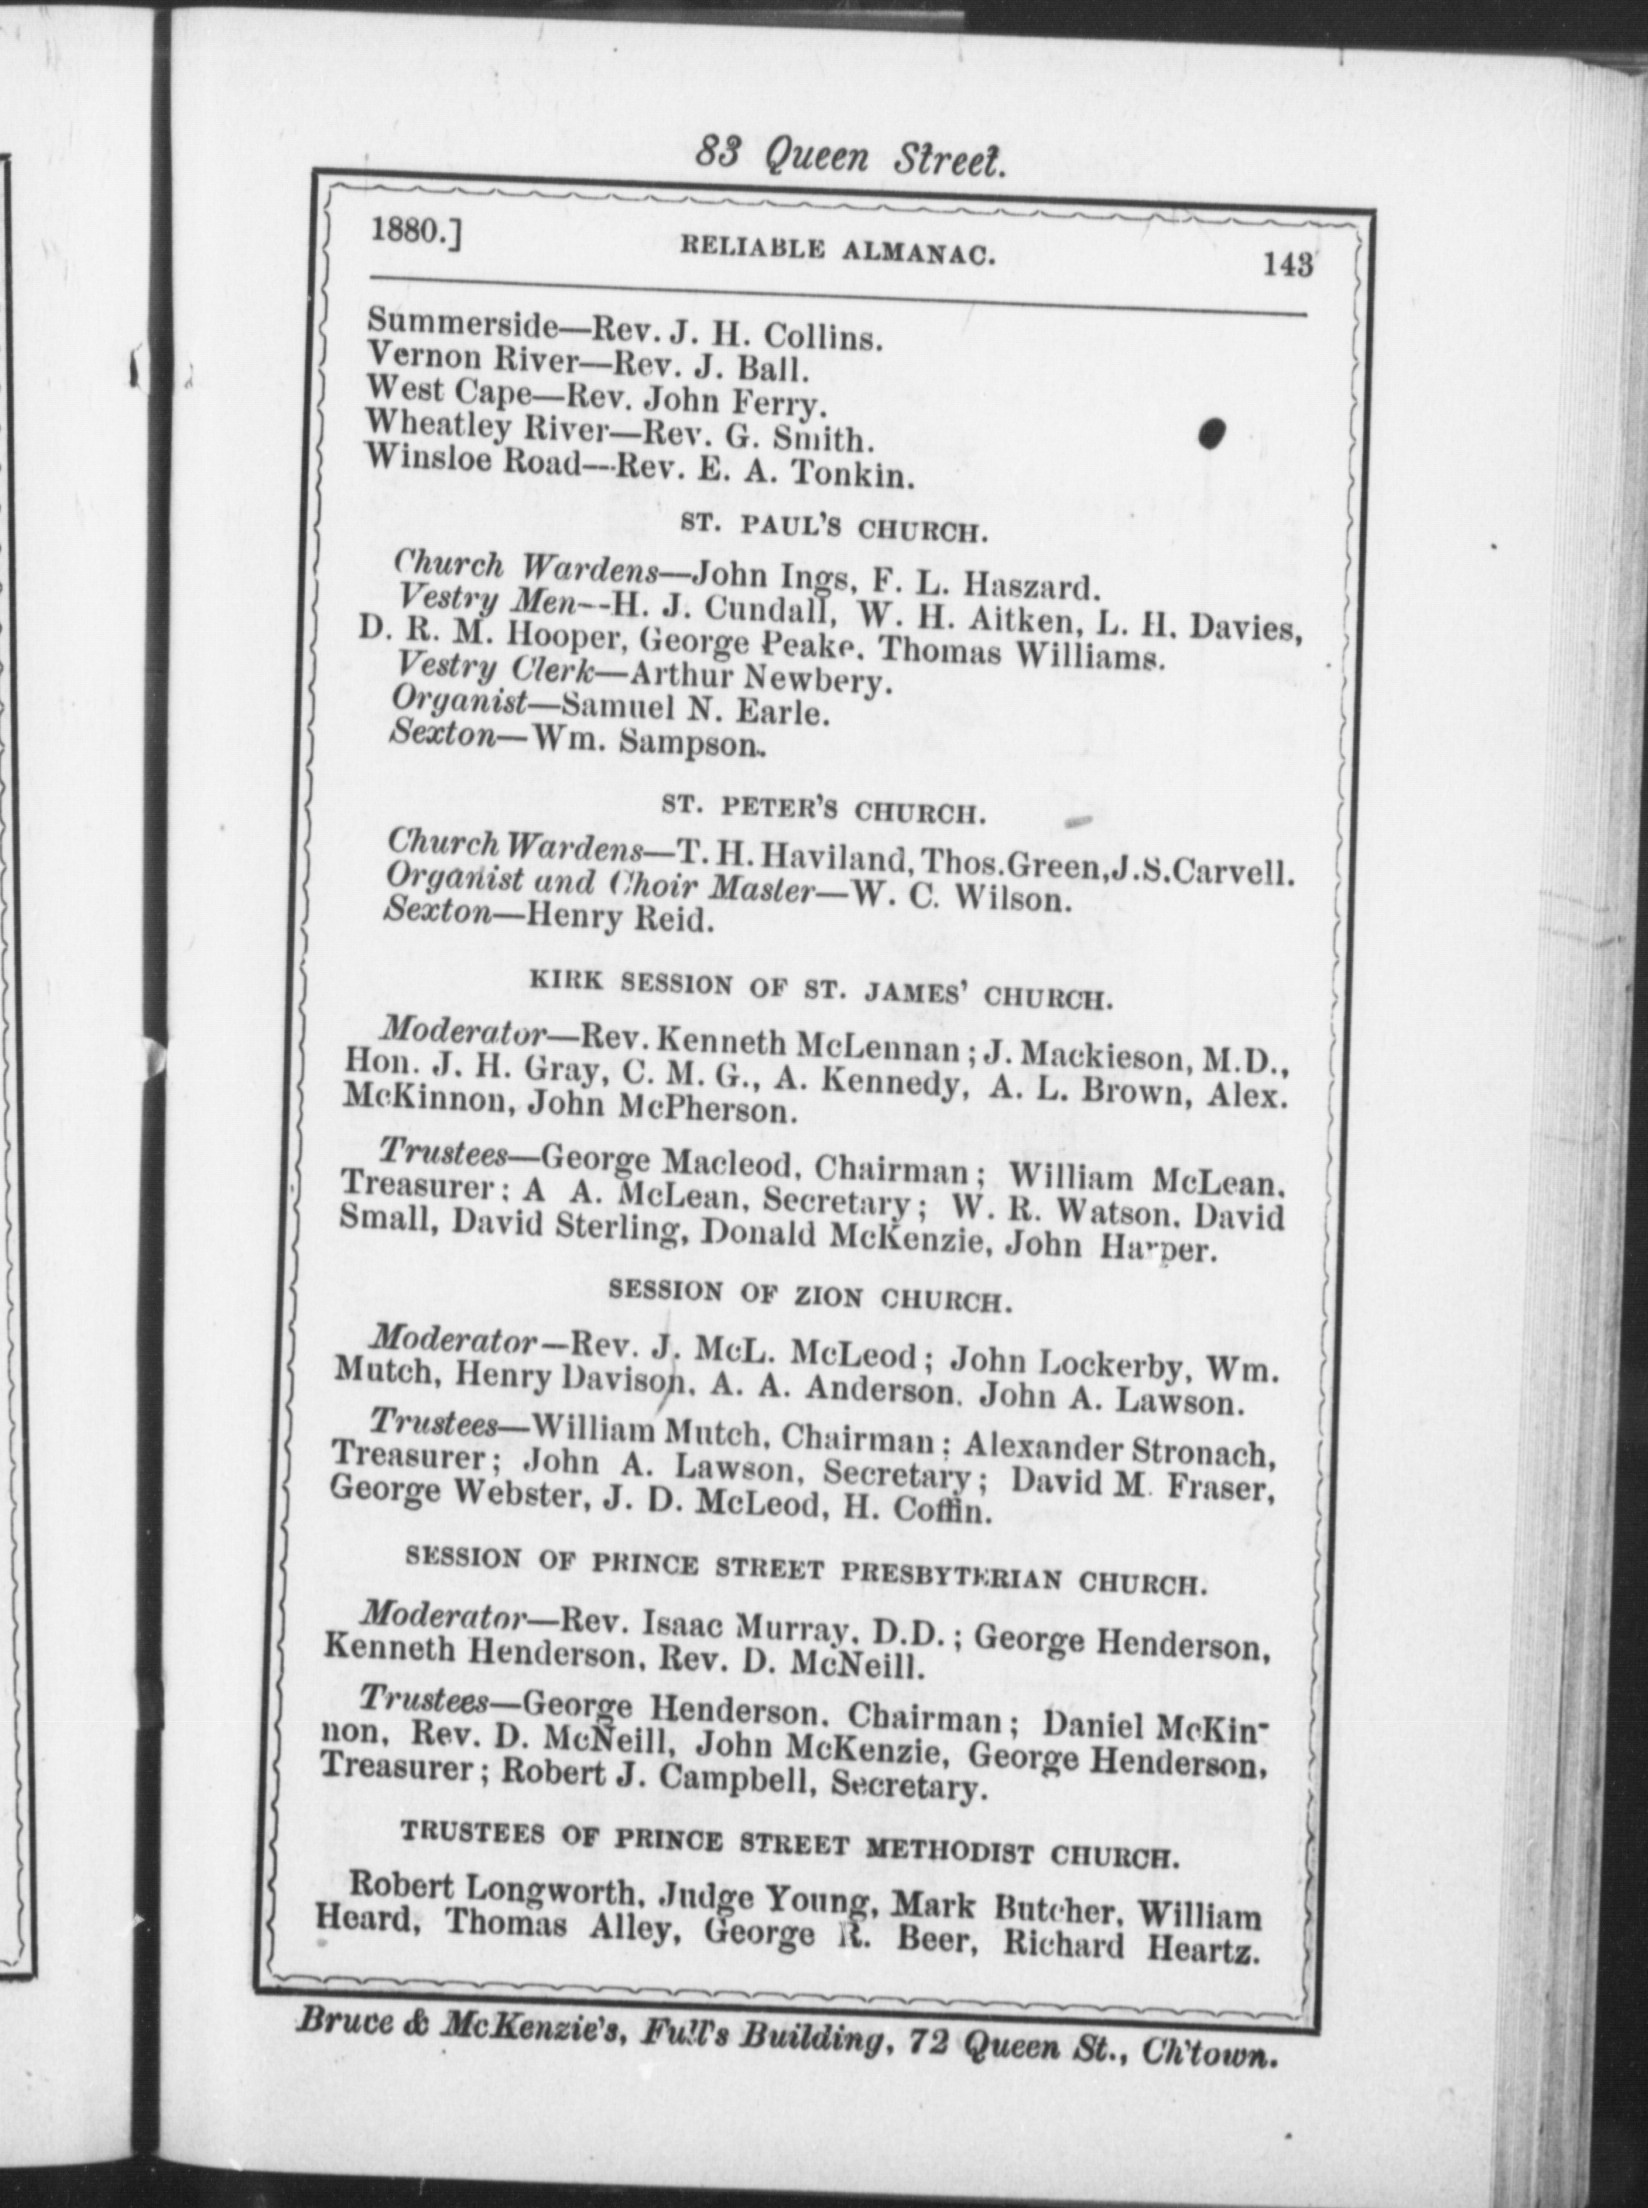 83 Queen Street.
1880.] RELIABLE ALMANAC. 143
Summerside—Rev. J. H. Collins.
Vernon River—Rev. J. Ball.
West Cape—Rev. John Ferry.
Wheatley River—Rev. G. Smith.
Winsloe Road—Rev. E. A. Tonkin.
ST. PAUL'S CHURCH.
Church Wardens—John Ings, F. L. Haszard.
Vestry Men—H. J. Cundall, W. H. Aitken, L. H. Davies,
D. R. M. Hooper, George Peake, Thomas Williams.
Vestry Clerk—Arthur Newbery.
Organist—Samuel N. Earle.
Sexton—Wm. Sampson.
ST. PETER'S CHURCH.
Church Wardens—T. H. Haviland, Thos. Green, J. S. Carvell.
Organist and Choir Master—W. C. Wilson.
Sexton—Henry Reid.
KIRK SESSION OF ST. JAMES' CHURCH.
Moderator—Rev. Kenneth McLennan; J. Mackieson, M.D.,
Hon. J. H. Gray, C. M. G., A. Kennedy, A. L. Brown, Alex.
McKinnon, John McPherson.
Trustees—George Macleod, Chairman; William McLean,
Treasurer; A A. McLean, Secretary; W. R. Watson, David
Small, David Sterling, Donald McKenzie, John Harper.
SESSION OF ZION CHURCH.
Moderator—Rev. J. McL. McLeod; John Lockerby, Wm.
Mutch, Henry Davison, A. A. Anderson, John A. Lawson.
Trustees—William Mutch, Chairman; Alexander Stronach,
Treasurer; John A. Lawson, Secretary; David M. Fraser,
George Webster, J. D. McLeod, H. Coffin.
SESSION OF PRINCE STREET PRESBYTERIAN CHURCH.
Moderator—Rev. Isaac Murray, D.D.; George Henderson,
Kenneth Henderson, Rev. D. McNeill.
Trustees—George Henderson, Chairman; Daniel McKin-
non, Rev. D. McNeill, John McKenzie, George Henderson,
Treasurer; Robert J. Campbell, Secretary.
TRUSTEES OF PRINCE STREET METHODIST CHURCH.
Robert Longworth, Judge Young, Mark Butcher, William
Heard, Thomas Alley, George R. Beer, Richard Heartz.
Bruce & McKenzie's, Full's Building, 72 Queen St., Ch'town.